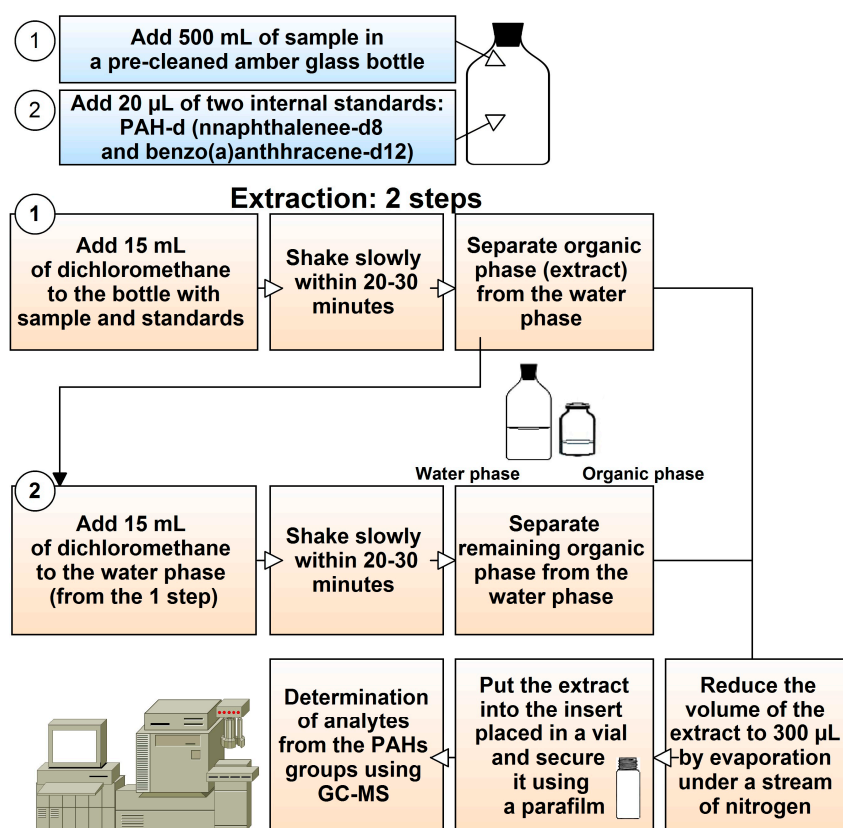 1
Add 500 mL of sample in
a pre-cleaned amber glass bottle
2
Add 20 µL of two internal standards:
PAH-d (nnaphthalenee-d8
and benzo(a)anthhracene-d12)
Extraction: 2 steps
1
Add 15 mL
of dichloromethane
to the bottle with
sample and standards
Shake slowly
within 20-30
minutes
Separate organic
phase (extract)
from the water
phase
Water phase
Organic phase
2
Add 15 mL
of dichloromethane
to the water phase
(from the 1 step)
Shake slowly
within 20-30
minutes
Separate
remaining organic
phase from the
water phase
Reduce the
volume of the
extract to 300 µL
by evaporation
under a stream
of nitrogen
Put the extract
into the insert
placed in a vial
and secure
it using
a parafilm
Determination
of analytes
from the PAHs
groups using
GC-MS